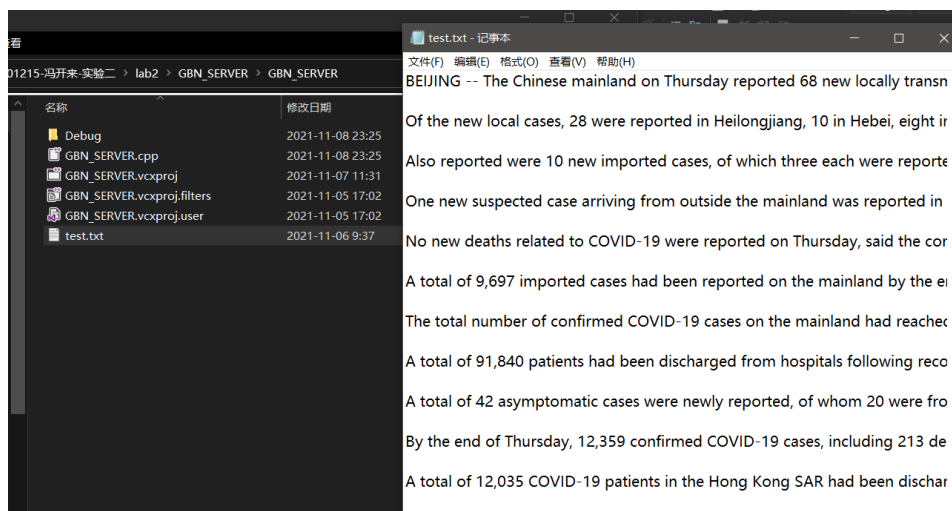 查看
01215-冯开来-实验二 > lab2 > GBN_SERVER > GBN_SERVER
名称 修改日期
Debug 2021-11-08 23:25
GBN_SERVER.cpp 2021-11-08 23:25
GBN_SERVER.vcxproj 2021-11-07 11:31
GBN_SERVER.vcxproj.filters 2021-11-05 17:02
GBN_SERVER.vcxproj.user 2021-11-05 17:02
test.txt 2021-11-06 9:37
test.txt - 记事本
文件(F) 编辑(E) 格式(O) 查看(V) 帮助(H)
BEIJING -- The Chinese mainland on Thursday reported 68 new locally transm
Of the new local cases, 28 were reported in Heilongjiang, 10 in Hebei, eight in
Also reported were 10 new imported cases, of which three each were reporte
One new suspected case arriving from outside the mainland was reported in
No new deaths related to COVID-19 were reported on Thursday, said the con
A total of 9,697 imported cases had been reported on the mainland by the en
The total number of confirmed COVID-19 cases on the mainland had reached
A total of 91,840 patients had been discharged from hospitals following reco
A total of 42 asymptomatic cases were newly reported, of whom 20 were fro
By the end of Thursday, 12,359 confirmed COVID-19 cases, including 213 de
A total of 12,035 COVID-19 patients in the Hong Kong SAR had been dischar